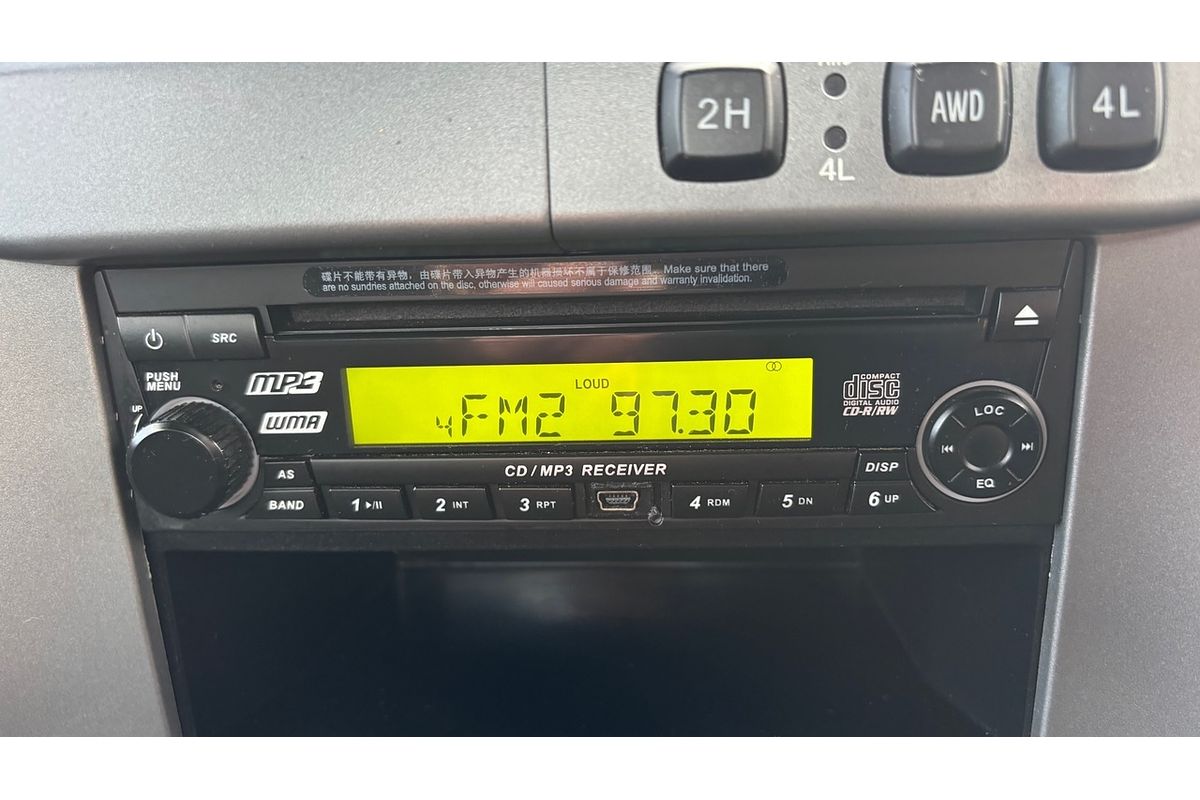 2H
4L
AWD
4L
碟片不能带有异物，由碟片带入异物产生的机器损坏不属于保修范围。 Make sure that there
are no sundries attached on the disc, otherwise will caused serious damage and warranty invalidation.
SRC
PUSH
MENU
UP
MP3
WMA
LOUD
4 FM2 97.30
COMPACT
disc
DIGITAL AUDIO
CD-R/RW
LOC
EQ
CD / MP3 RECEIVER
AS
DISP
BAND
1
2 INT
3 RPT
4 RDM
5 DN
6 UP